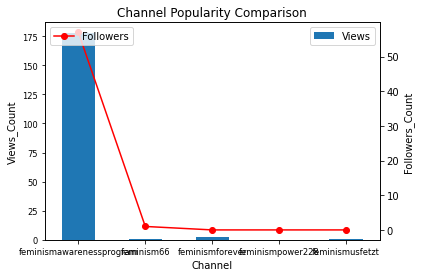 Channel Popularity Comparison
Followers
Views
175
150
125
100
75
50
25
0
Views_Count
50
40
30
20
10
0
Followers_Count
feminismawarenessprogram
feminism66
feminismforever
feminismpower228
feminismusfetzt
Channel